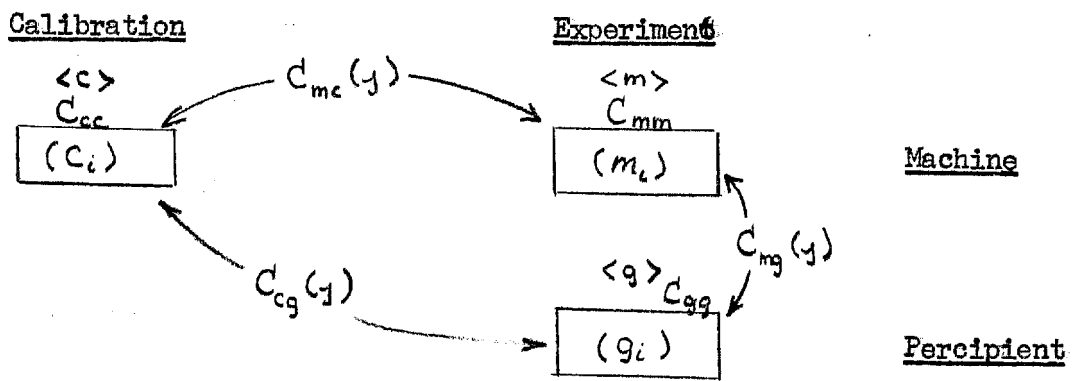 Calibration Experiment
<c> C_mc(y) <m>
C_cc C_mm
(C_i) (m_i) Machine
C_mg(y)
C_cg(y) <g> C_gg
(g_i) Percipient